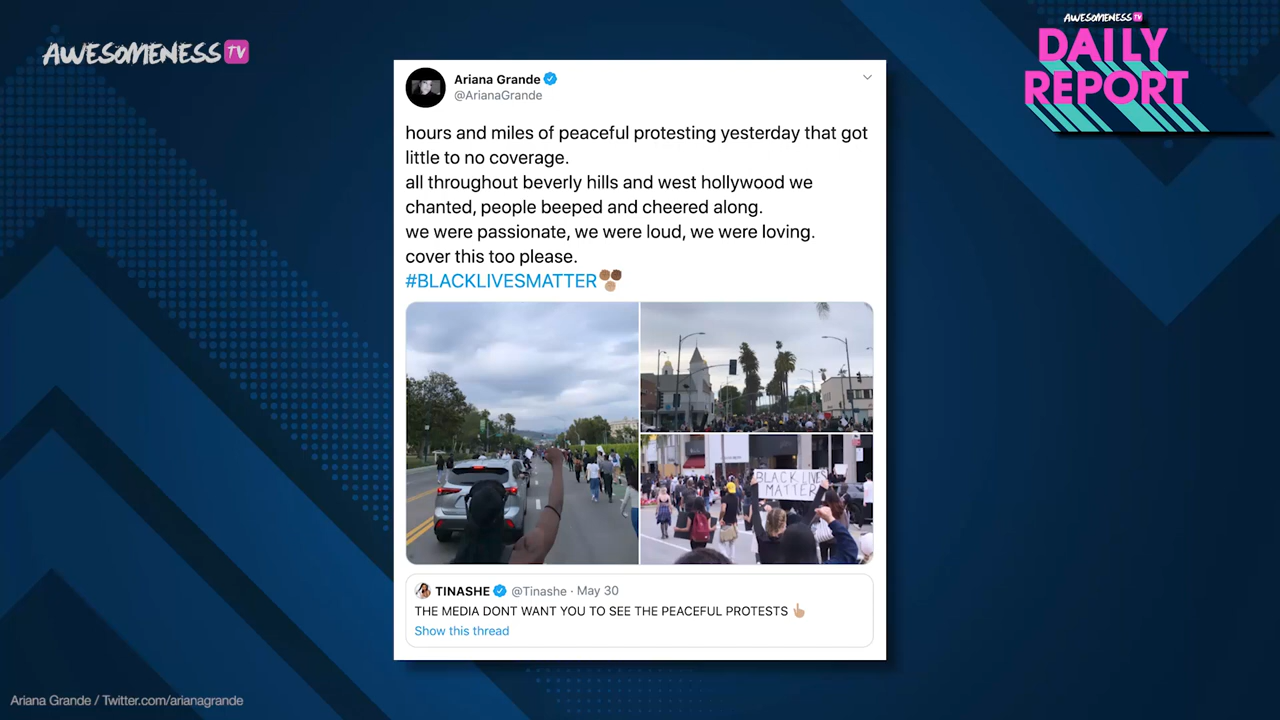 AWESOMENESS TV
AWESOMENESS TV
DAILY
REPORT
Ariana Grande
@ArianaGrande
hours and miles of peaceful protesting yesterday that got
little to no coverage.
all throughout beverly hills and west hollywood we
chanted, people beeped and cheered along.
we were passionate, we were loud, we were loving.
cover this too please.
#BLACKLIVESMATTER
BLACK LIVES
MATTER
TINASHE @Tinashe · May 30
THE MEDIA DONT WANT YOU TO SEE THE PEACEFUL PROTESTS
Show this thread
Ariana Grande / Twitter.com/arianagrande